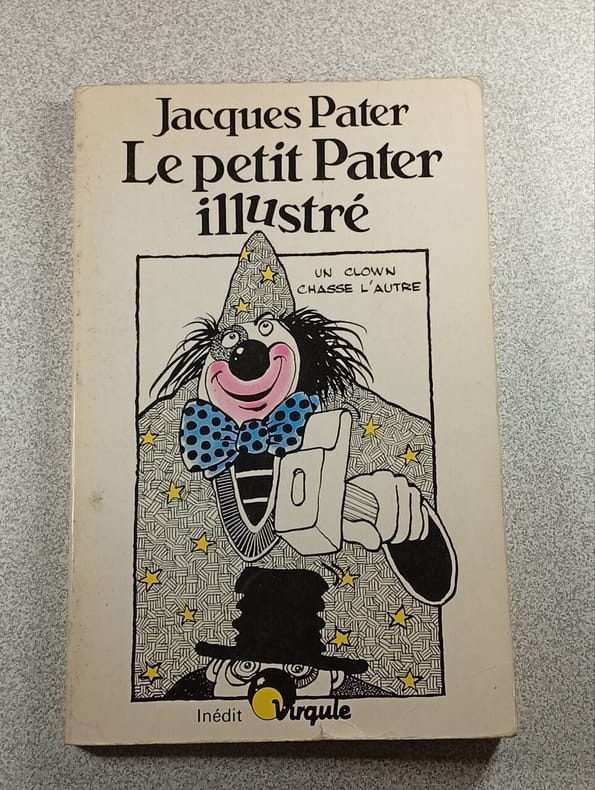 Jacques Pater
Le petit Pater
illustré
UN CLOWN
CHASSE L'AUTRE
Inédit Virgule